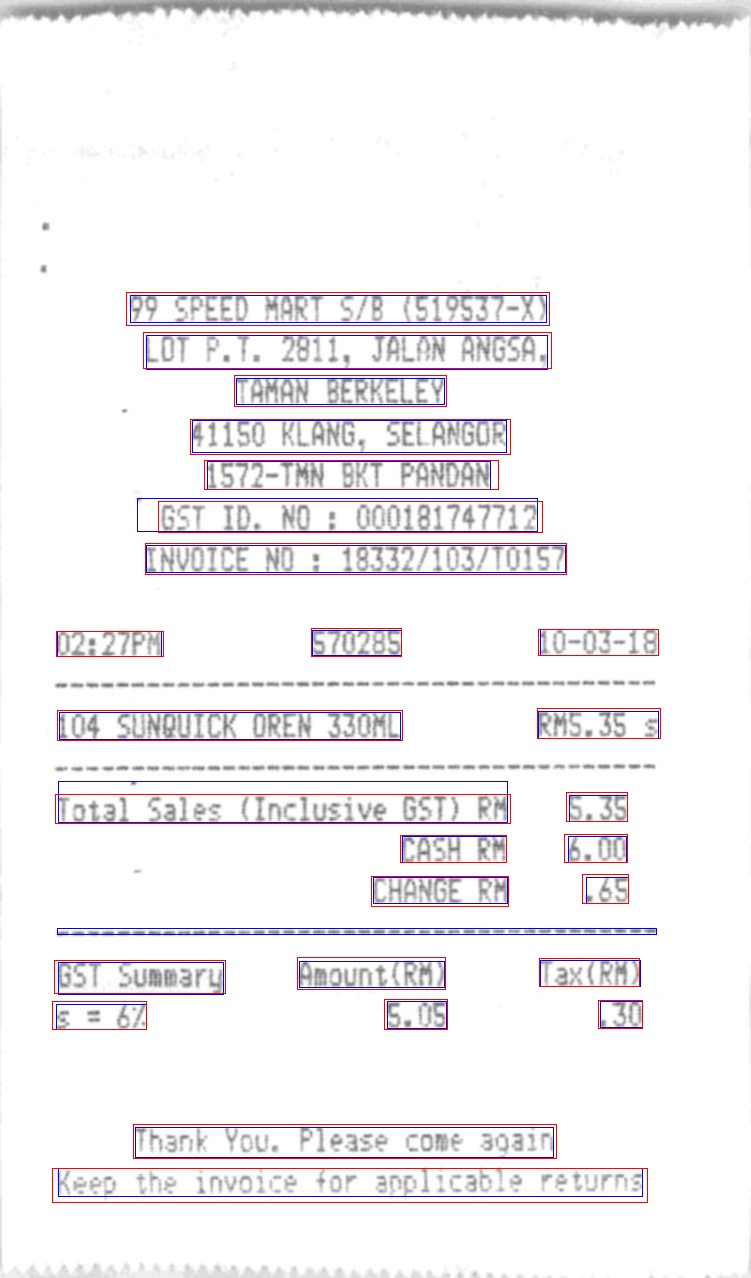 99 SPEED MART S/B (519537-X)
LOT P.T. 2811, JALAN ANGSA,
TAMAN BERKELEY
41150 KLANG, SELANGOR
1572-TMN BKT PANDAN
GST ID. NO : 000181747712
INVOICE NO : 18332/103/T0157
02:27PM 570285 10-03-18
104 SUNQUICK OREN 330ML RM5.35 s
Total Sales (Inclusive GST) RM 5.35
CASH RM 6.00
CHANGE RM .65
GST Summary Amount(RM) Tax(RM)
s = 6% 5.05 .30
Thank You. Please come again
Keep the invoice for applicable returns